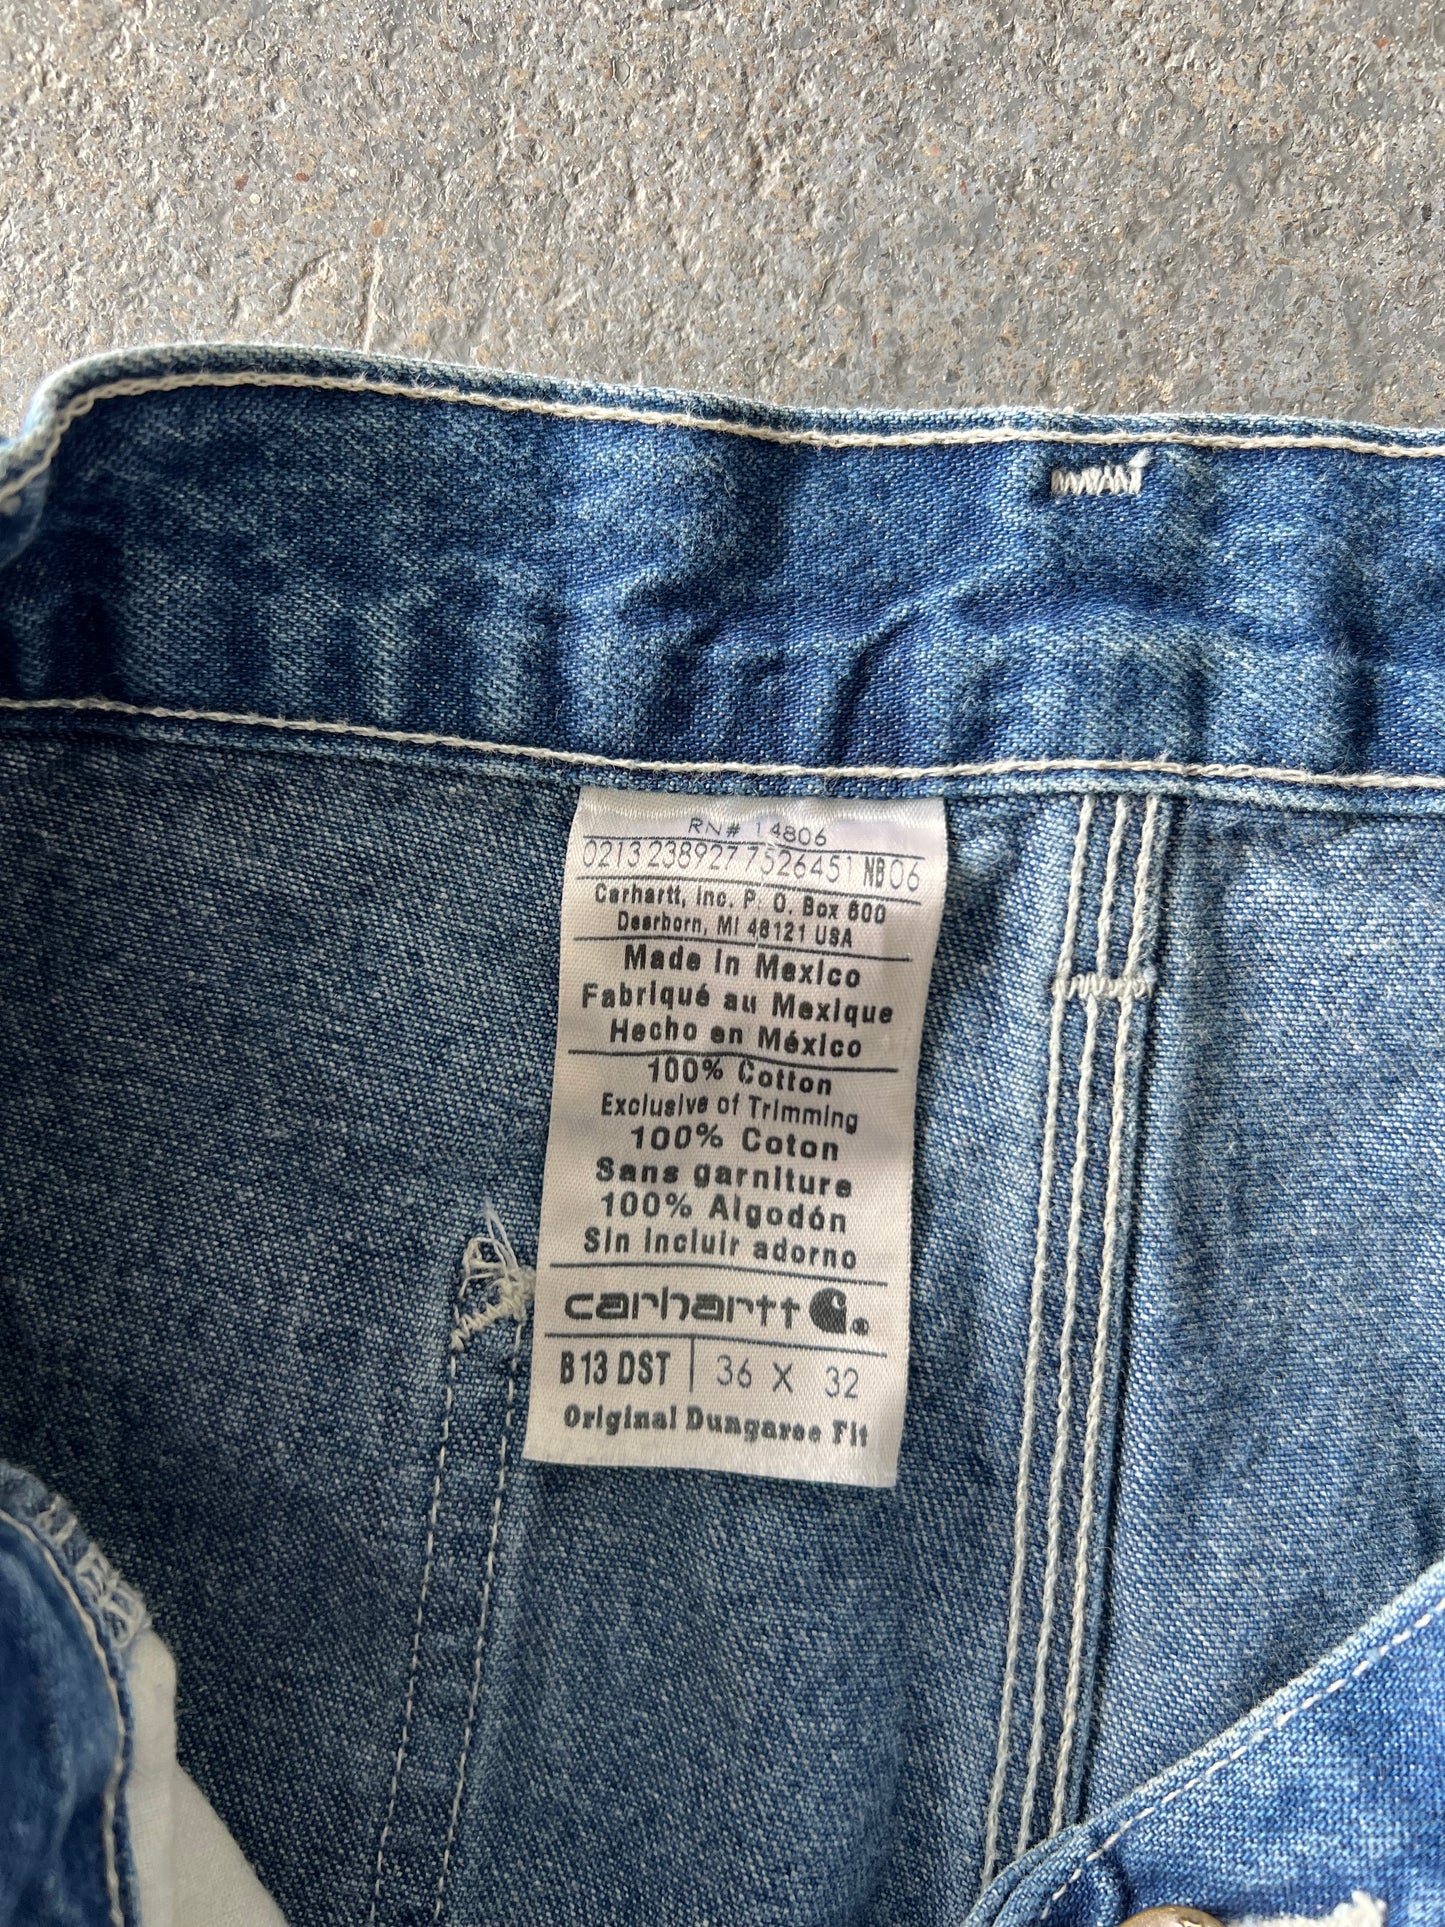 RN# 14806
0213 238927 7526451 NB06
Carhartt, Inc. P. O. Box 600
Dearborn, MI 48121 USA
Made in Mexico
Fabriqué au Mexique
Hecho en México
100% Cotton
Exclusive of Trimming
100% Coton
Sans garniture
100% Algodón
Sin incluir adorno
carhartt ®
B13 DST | 36 X 32
Original Dungaree Fit